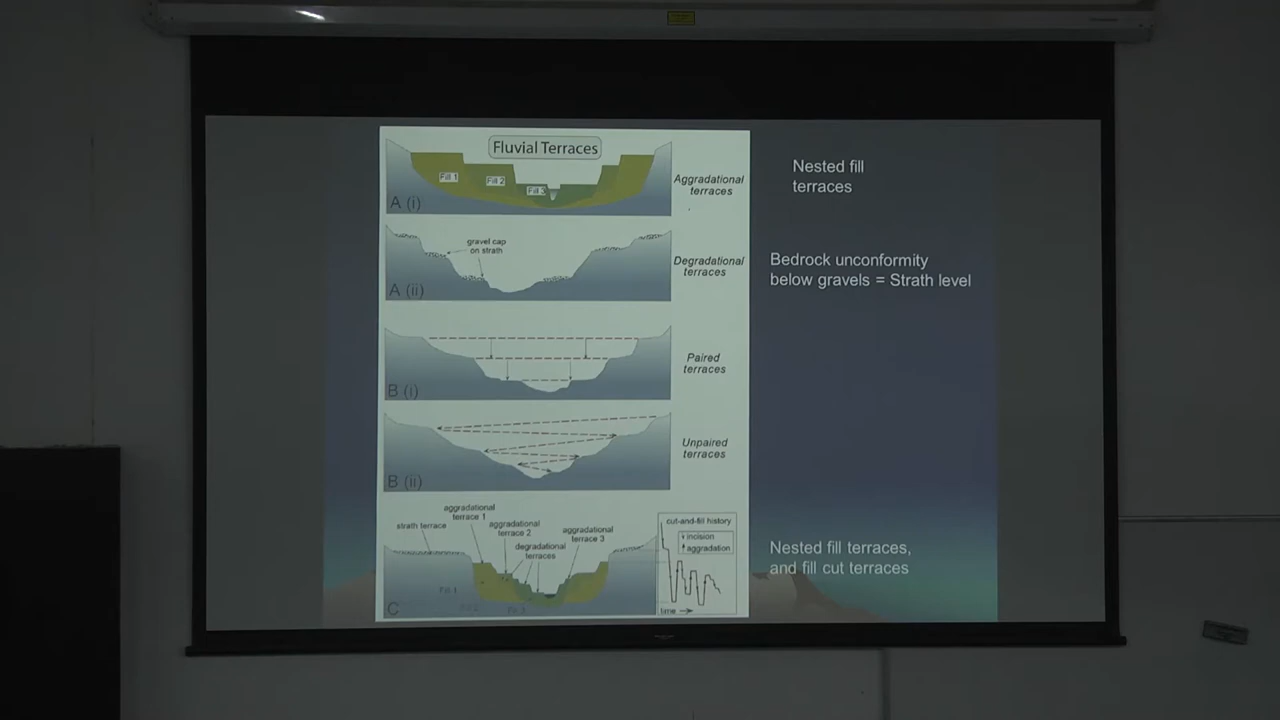 Fluvial Terraces
Fill 1
Fill 2
Fill 3
A (i)
Aggradational
terraces
Nested fill
terraces
gravel cap
on strath
A (ii)
Degradational
terraces
Bedrock unconformity
below gravels = Strath level
B (i)
Paired
terraces
B (ii)
Unpaired
terraces
aggradational
terrace 1
strath terrace
aggradational
terrace 2
aggradational
terrace 3
degradational
terraces
Fill 1
Fill 2
Fill 3
C
cut-and-fill history
incision
aggradation
time
Nested fill terraces,
and fill cut terraces